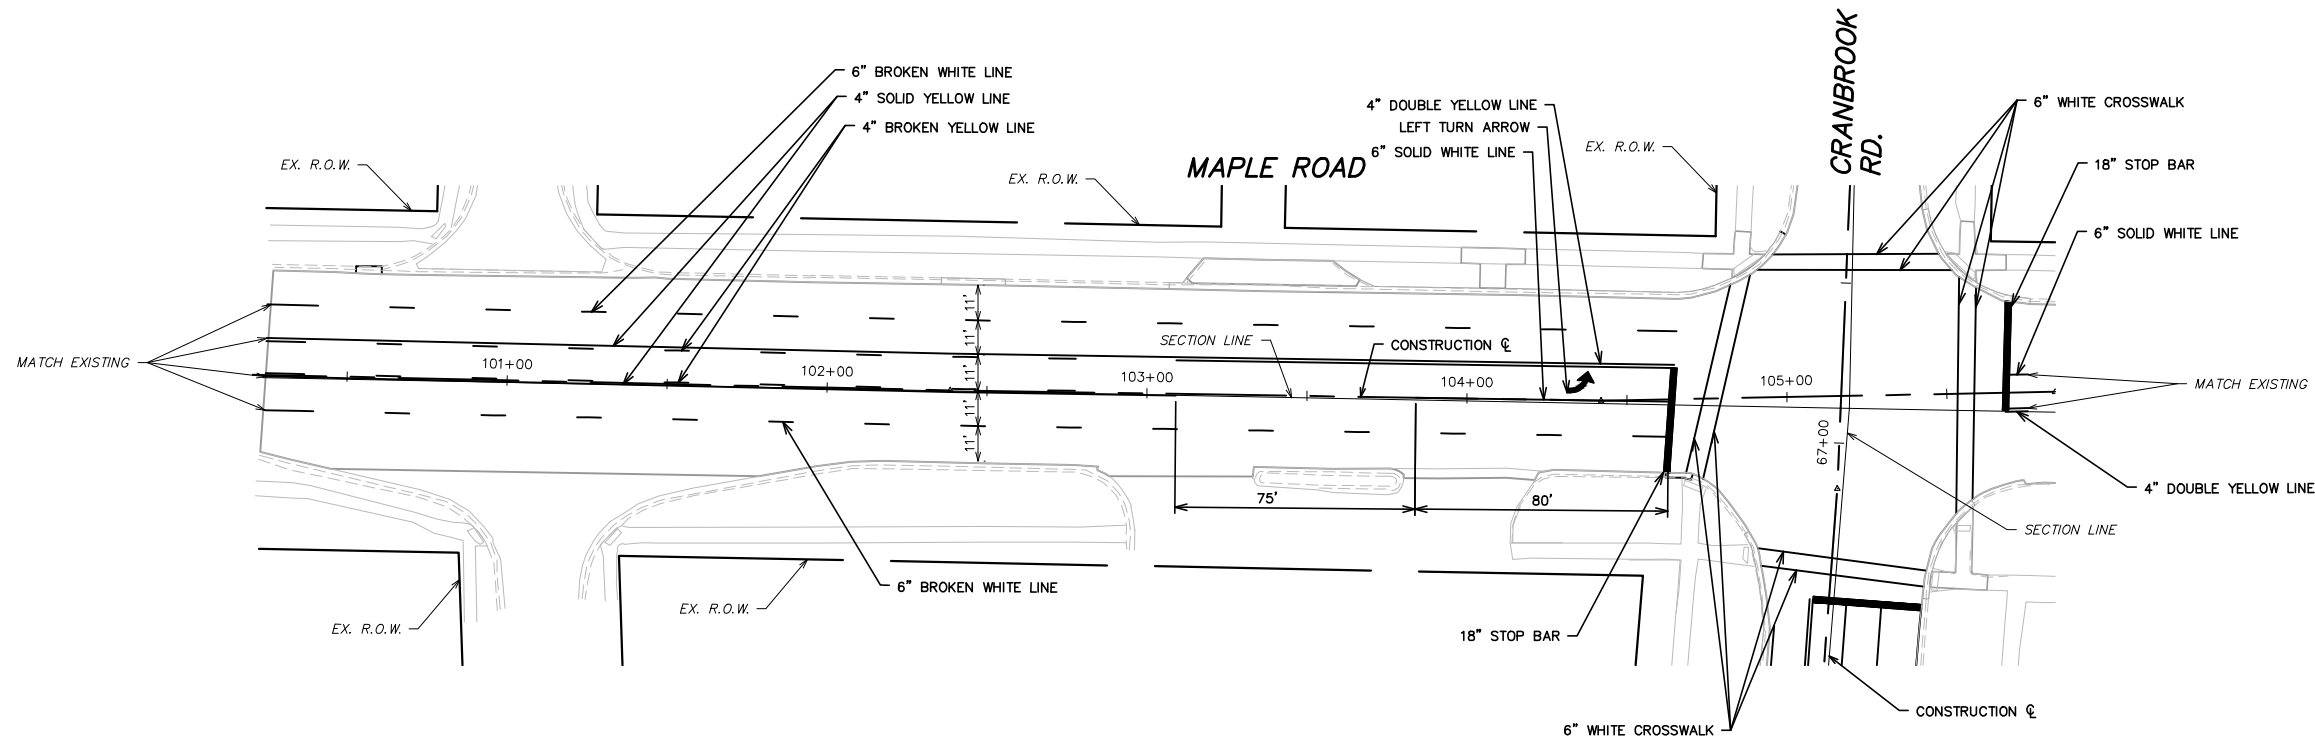 6" BROKEN WHITE LINE
4" SOLID YELLOW LINE
4" BROKEN YELLOW LINE
4" DOUBLE YELLOW LINE
LEFT TURN ARROW
6" SOLID WHITE LINE
MAPLE ROAD
CRANBROOK
RD.
6" WHITE CROSSWALK
18" STOP BAR
6" SOLID WHITE LINE
EX. R.O.W.
EX. R.O.W.
EX. R.O.W.
MATCH EXISTING
11'
11'
11'
11'
11'
SECTION LINE
CONSTRUCTION ℄
101+00
102+00
103+00
104+00
105+00
MATCH EXISTING
67+00
75'
80'
4" DOUBLE YELLOW LINE
SECTION LINE
6" BROKEN WHITE LINE
EX. R.O.W.
EX. R.O.W.
18" STOP BAR
CONSTRUCTION ℄
6" WHITE CROSSWALK